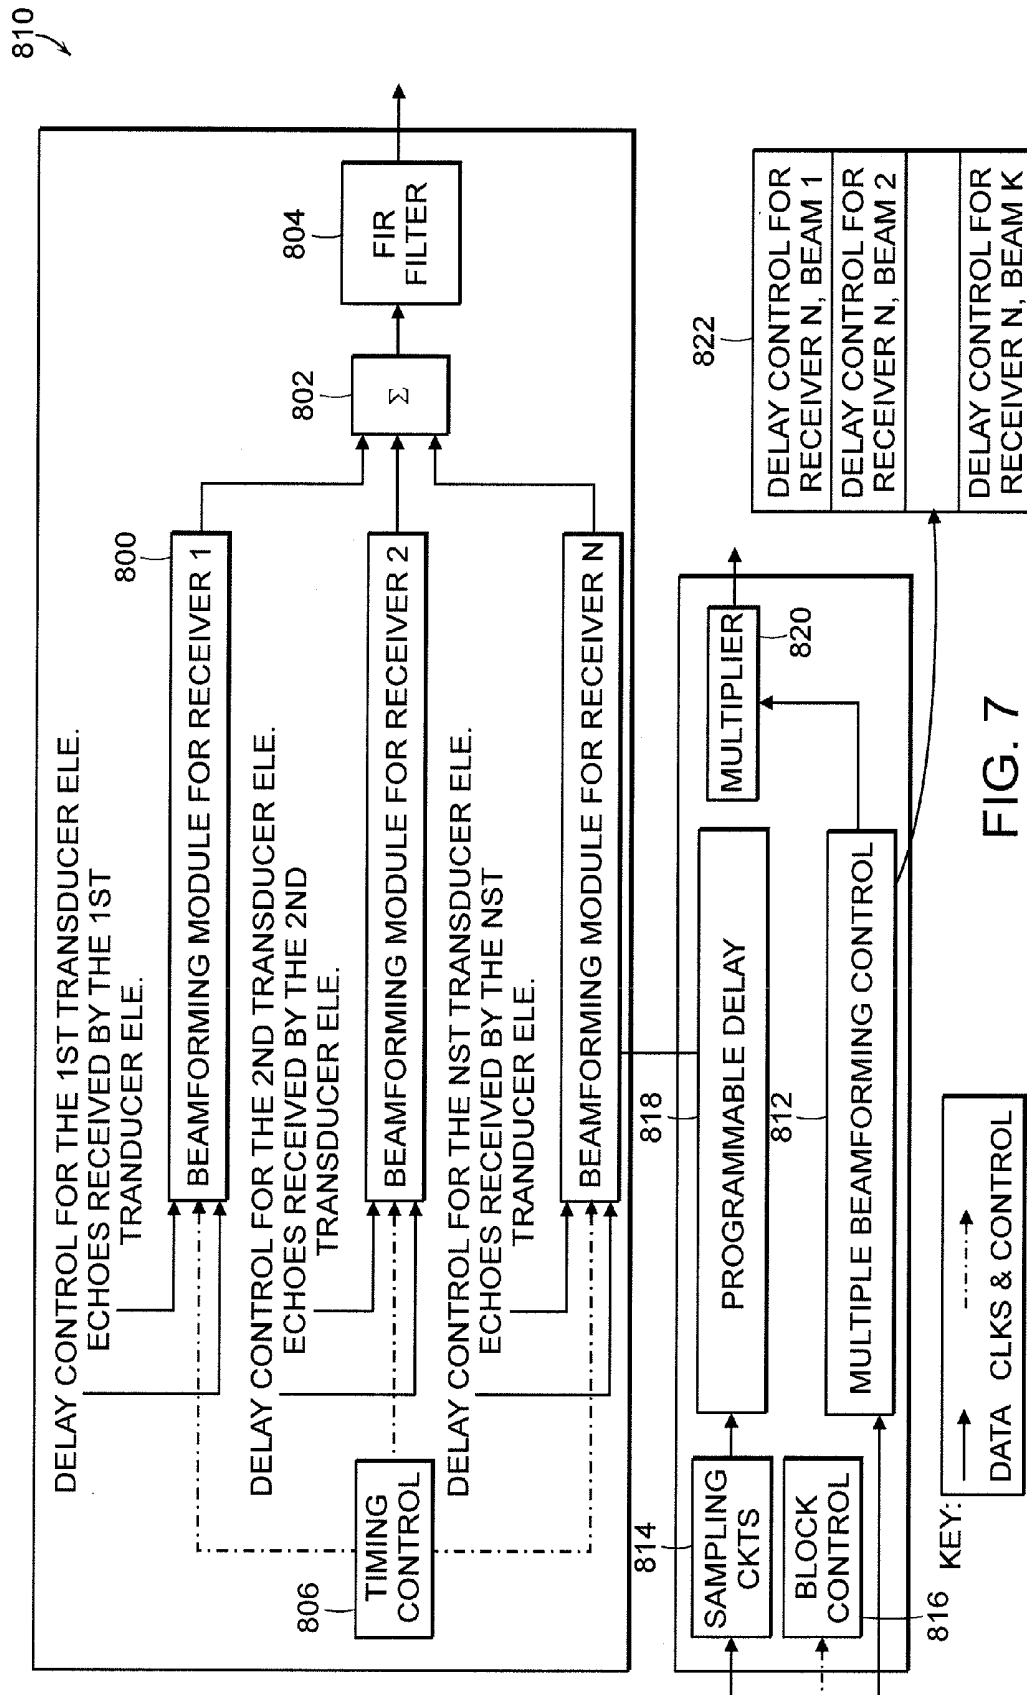 810
DELAY CONTROL FOR THE 1ST TRANSDUCER ELE.
ECHOES RECEIVED BY THE 1ST
TRANDUCER ELE.
800
BEAMFORMING MODULE FOR RECEIVER 1
DELAY CONTROL FOR THE 2ND TRANSDUCER ELE.
ECHOES RECEIVED BY THE 2ND
TRANSDUCER ELE.
BEAMFORMING MODULE FOR RECEIVER 2
DELAY CONTROL FOR THE NST TRANSDUCER ELE.
ECHOES RECEIVED BY THE NST
TRANSDUCER ELE.
BEAMFORMING MODULE FOR RECEIVER N
806
TIMING
CONTROL
802
Σ
804
FIR
FILTER
814
SAMPLING
CKTS
BLOCK
CONTROL
816
818
PROGRAMMABLE DELAY
812
MULTIPLE BEAMFORMING CONTROL
MULTIPLIER
820
822
DELAY CONTROL FOR
RECEIVER N, BEAM 1
DELAY CONTROL FOR
RECEIVER N, BEAM 2
DELAY CONTROL FOR
RECEIVER N, BEAM K
KEY:
DATA CLKS & CONTROL
FIG. 7